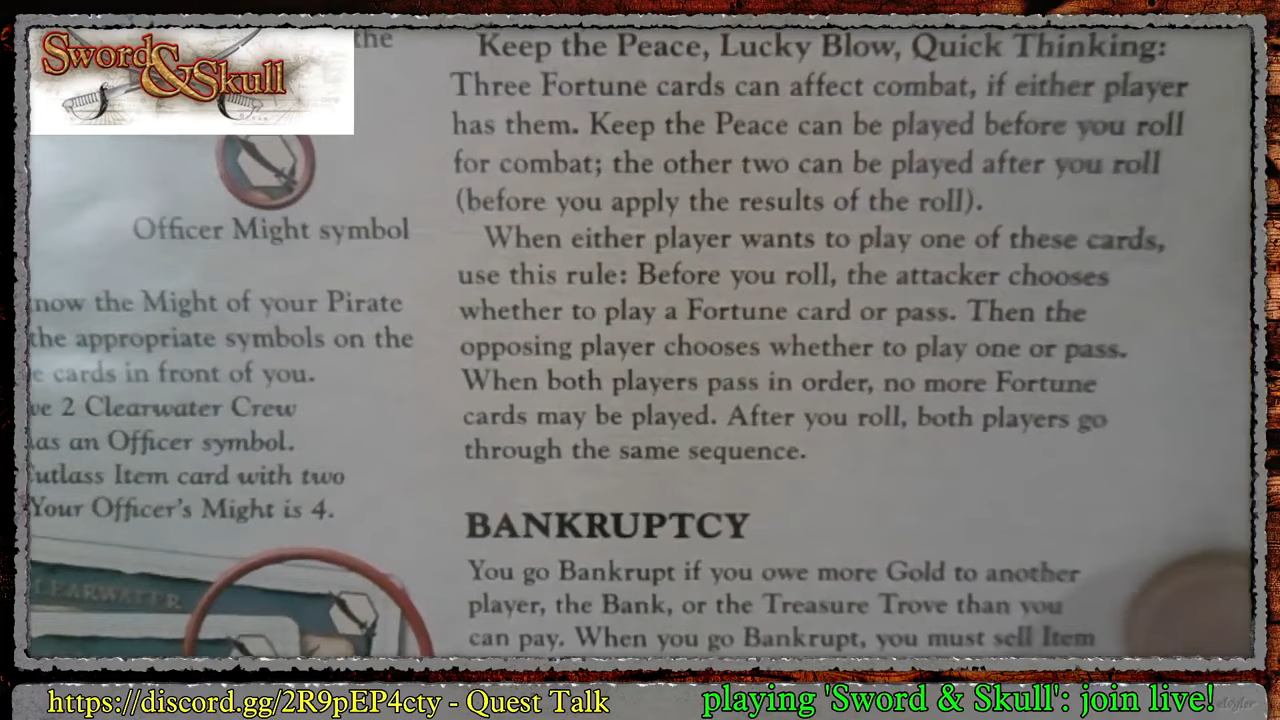 Sword & Skull
the
Officer Might symbol
now the Might of your Pirate
the appropriate symbols on the
e cards in front of you.
ve 2 Clearwater Crew
as an Officer symbol.
utlass Item card with two
Your Officer's Might is 4.
LEARWATER
Keep the Peace, Lucky Blow, Quick Thinking:
Three Fortune cards can affect combat, if either player
has them. Keep the Peace can be played before you roll
for combat; the other two can be played after you roll
(before you apply the results of the roll).
When either player wants to play one of these cards,
use this rule: Before you roll, the attacker chooses
whether to play a Fortune card or pass. Then the
opposing player chooses whether to play one or pass.
When both players pass in order, no more Fortune
cards may be played. After you roll, both players go
through the same sequence.
BANKRUPTCY
You go Bankrupt if you owe more Gold to another
player, the Bank, or the Treasure Trove than you
can pay. When you go Bankrupt, you must sell Item
https://discord.gg/2R9pEP4cty - Quest Talk
playing 'Sword & Skull': join live!